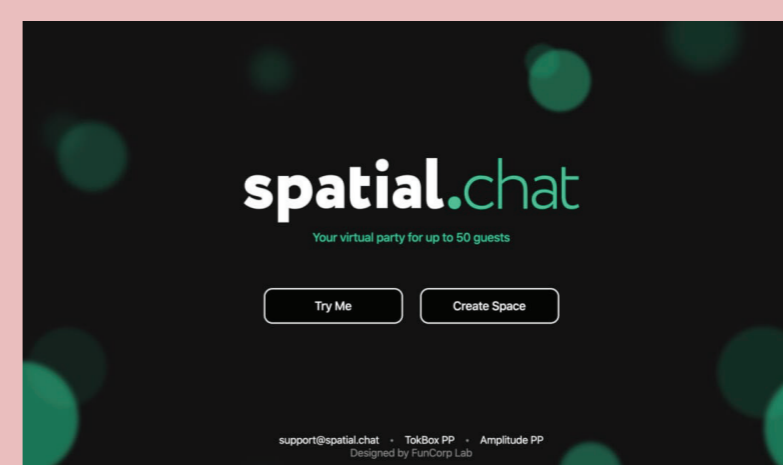 spatial.chat
Your virtual party for up to 50 guests
Try Me
Create Space
support@spatial.chat • TokBox PP • Amplitude PP
Designed by FunCorp Lab